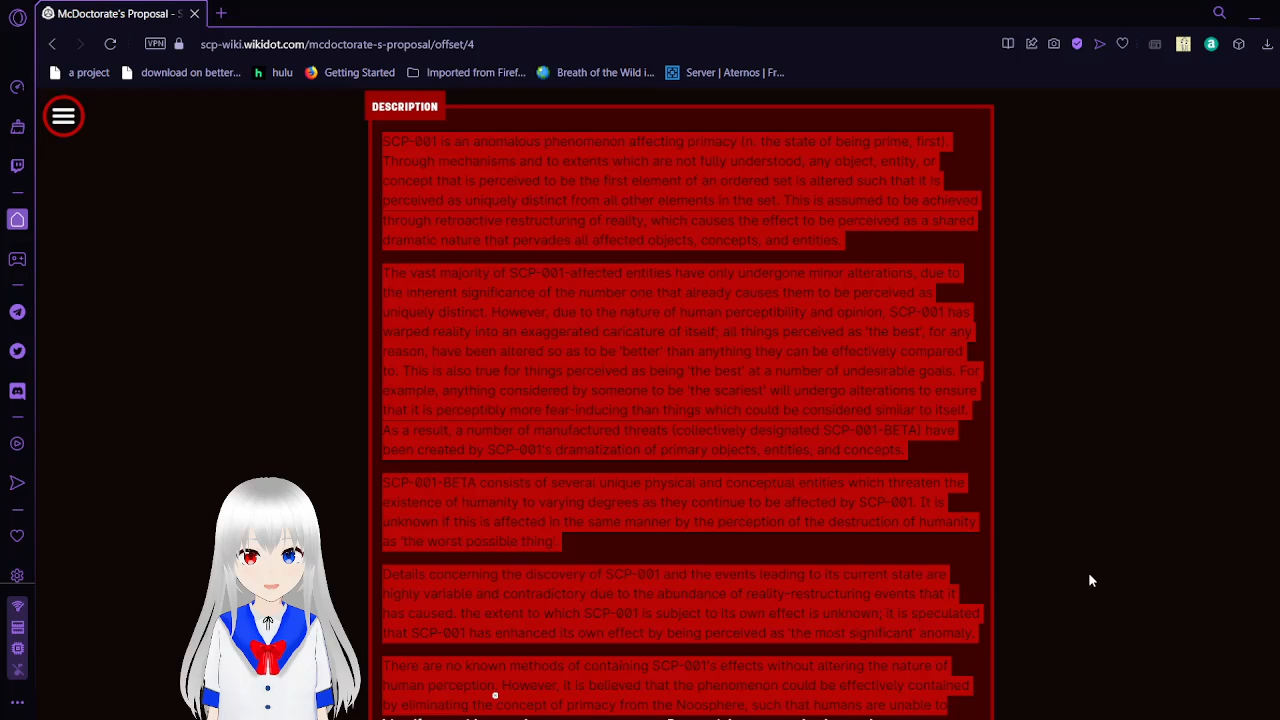 McDoctorate's Proposal - S
VPN
scp-wiki.wikidot.com/mcdoctorate-s-proposal/offset/4
a project
download on better...
hulu
Getting Started
Imported from Firef...
Breath of the Wild i...
Server | Aternos | Fr...
DESCRIPTION
SCP-001 is an anomalous phenomenon affecting primacy (n. the state of being prime, first).
Through mechanisms and to extents which are not fully understood, any object, entity, or
concept that is perceived to be the first element of an ordered set is altered such that it is
perceived as uniquely distinct from all other elements in the set. This is assumed to be achieved
through retroactive restructuring of reality, which causes the effect to be perceived as a shared
dramatic nature that pervades all affected objects, concepts, and entities.
The vast majority of SCP-001-affected entities have only undergone minor alterations, due to
the inherent significance of the number one that already causes them to be perceived as
uniquely distinct. However, due to the nature of human perceptibility and opinion, SCP-001 has
warped reality into an exaggerated caricature of itself; all things perceived as 'the best', for any
reason, have been altered so as to be 'better' than anything they can be effectively compared
to. This is also true for things perceived as being 'the best' at a number of undesirable goals. For
example, anything considered by someone to be 'the scariest' will undergo alterations to ensure
that it is perceptibly more fear-inducing than things which could be considered similar to itself.
As a result, a number of manufactured threats (collectively designated SCP-001-BETA) have
been created by SCP-001's dramatization of primary objects, entities, and concepts.
SCP-001-BETA consists of several unique physical and conceptual entities which threaten the
existence of humanity to varying degrees as they continue to be affected by SCP-001. It is
unknown if this is affected in the same manner by the perception of the destruction of humanity
as 'the worst possible thing'.
Details concerning the discovery of SCP-001 and the events leading to its current state are
highly variable and contradictory due to the abundance of reality-restructuring events that it
has caused. the extent to which SCP-001 is subject to its own effect is unknown; it is speculated
that SCP-001 has enhanced its own effect by being perceived as 'the most significant' anomaly.
There are no known methods of containing SCP-001's effects without altering the nature of
human perception. However, it is believed that the phenomenon could be effectively contained
by eliminating the concept of primacy from the Noosphere, such that humans are unable to